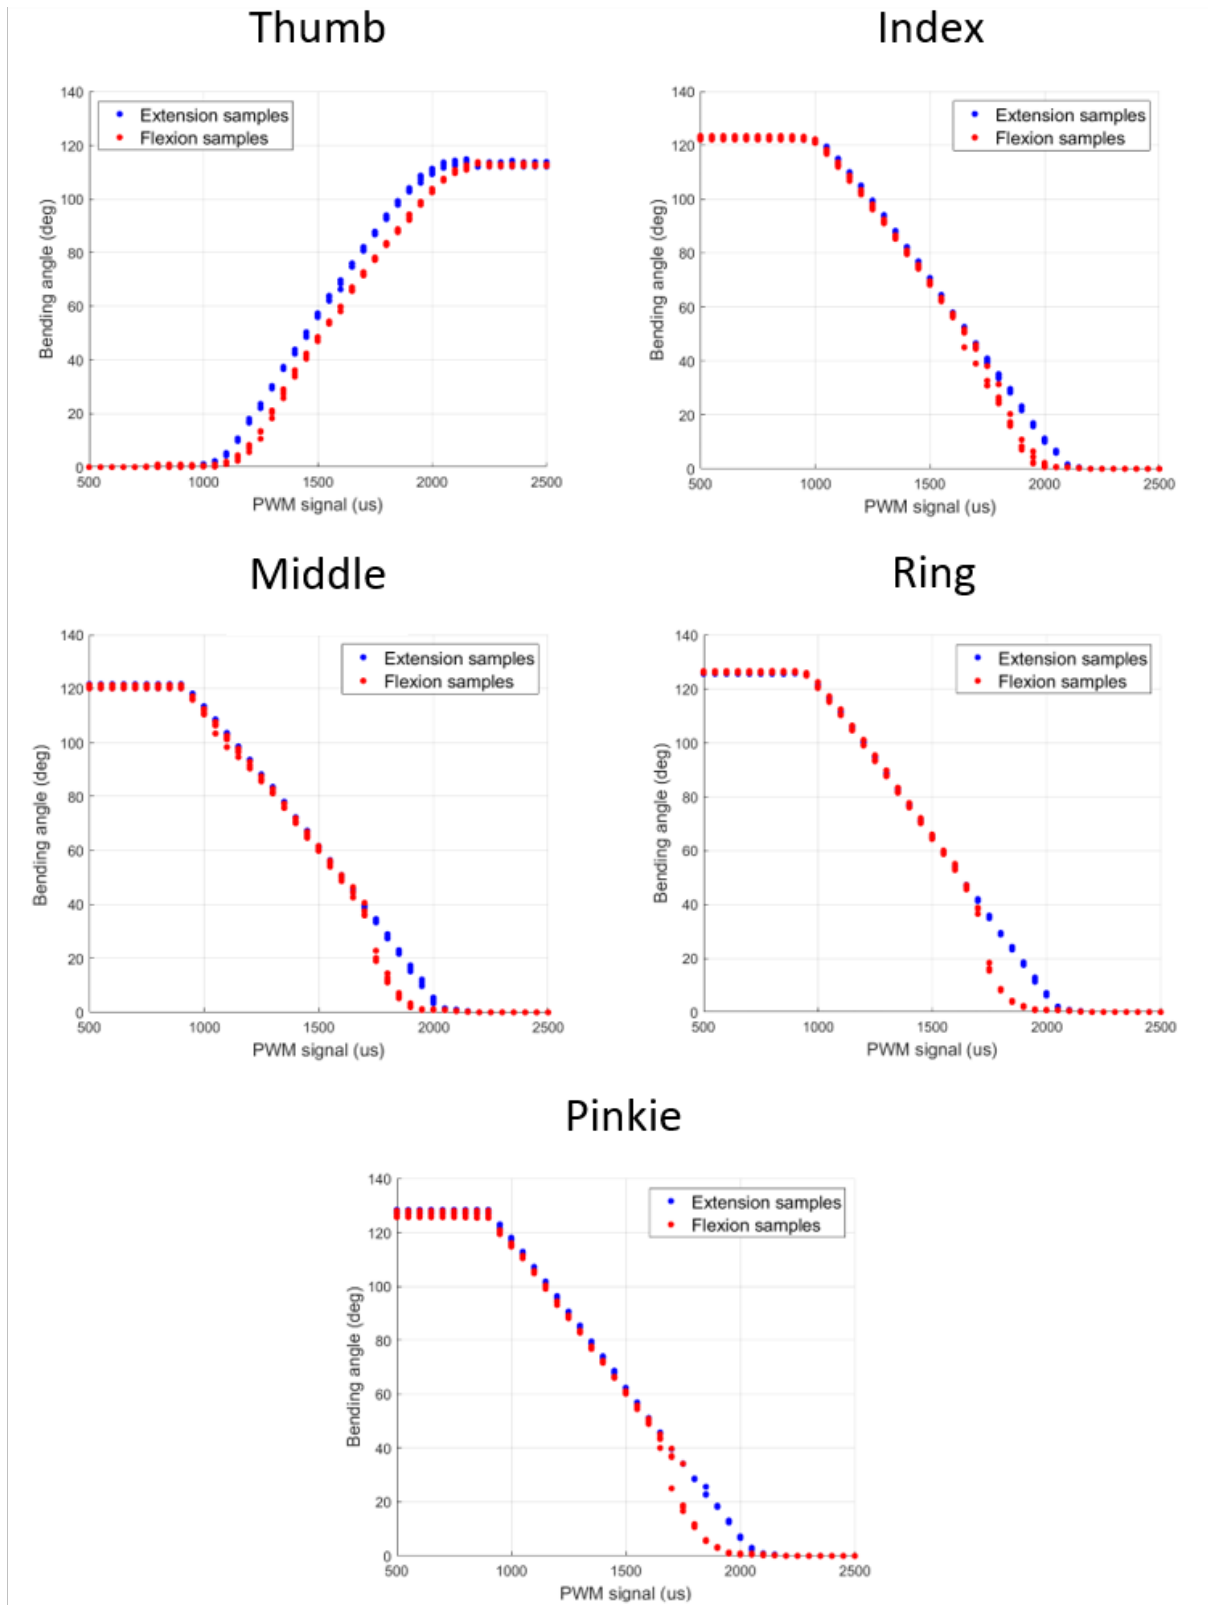 Thumb
Index
140
120
100
80
60
40
20
0
Bending angle (deg)
Extension samples
Flexion samples
500 1000 1500 2000 2500
PWM signal (us)
140
120
100
80
60
40
20
0
Bending angle (deg)
Extension samples
Flexion samples
500 1000 1500 2000 2500
PWM signal (us)
Middle
Ring
140
120
100
80
60
40
20
0
Bending angle (deg)
Extension samples
Flexion samples
500 1000 1500 2000 2500
PWM signal (us)
140
120
100
80
60
40
20
0
Bending angle (deg)
Extension samples
Flexion samples
500 1000 1500 2000 2500
PWM signal (us)
Pinkie
140
120
100
80
60
40
20
0
Bending angle (deg)
Extension samples
Flexion samples
500 1000 1500 2000 2500
PWM signal (us)